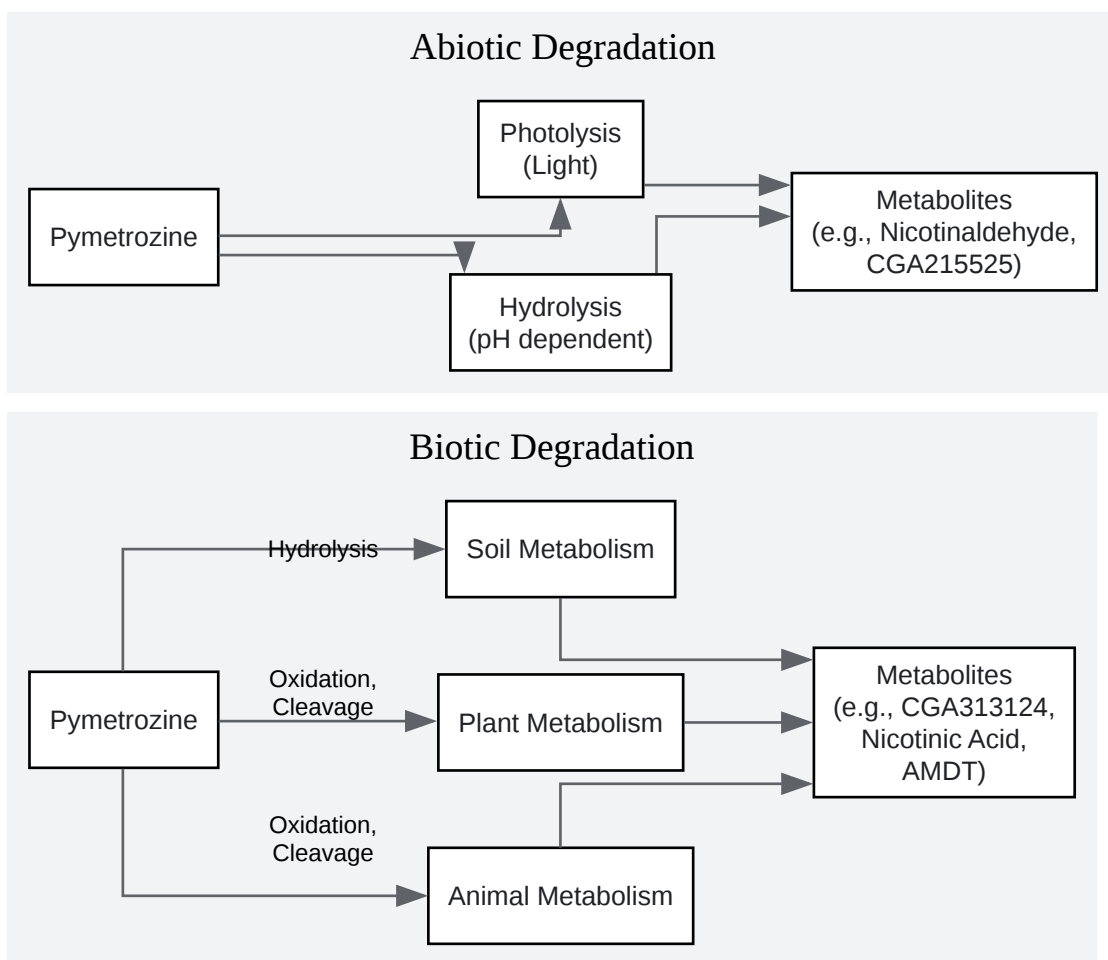 Abiotic Degradation
Photolysis
(Light)
Pymetrozine
Metabolites
(e.g., Nicotinaldehyde,
CGA215525)
Hydrolysis
(pH dependent)
Biotic Degradation
Hydrolysis
Soil Metabolism
Oxidation,
Cleavage
Pymetrozine
Plant Metabolism
Metabolites
(e.g., CGA313124,
Nicotinic Acid,
AMDT)
Oxidation,
Cleavage
Animal Metabolism